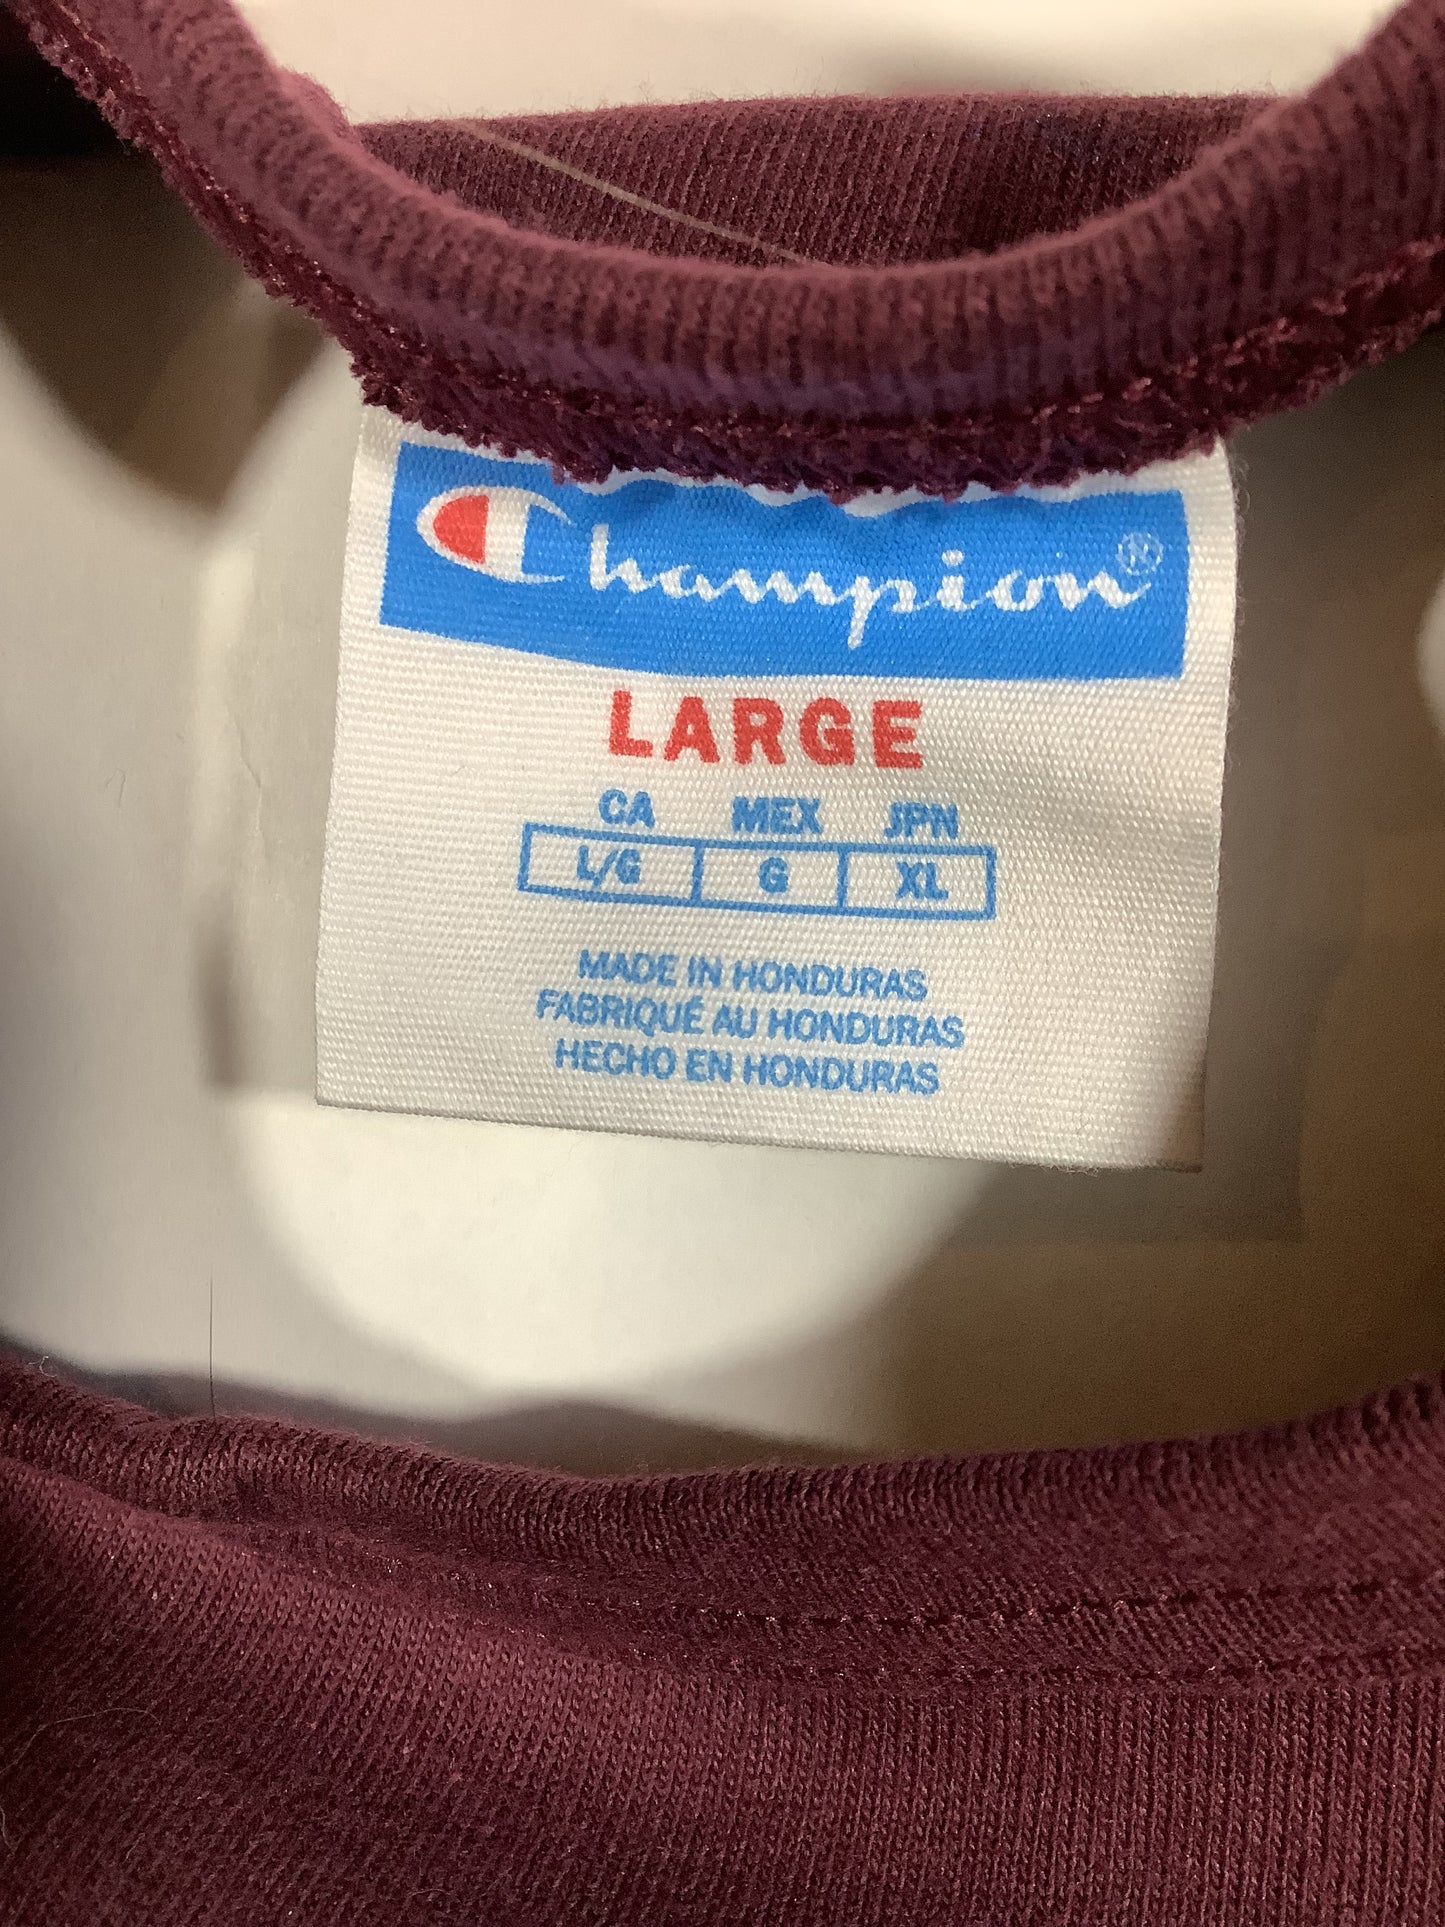 Champion®
LARGE
CA MEX JPN
L/G G XL
MADE IN HONDURAS
FABRIQUÉ AU HONDURAS
HECHO EN HONDURAS